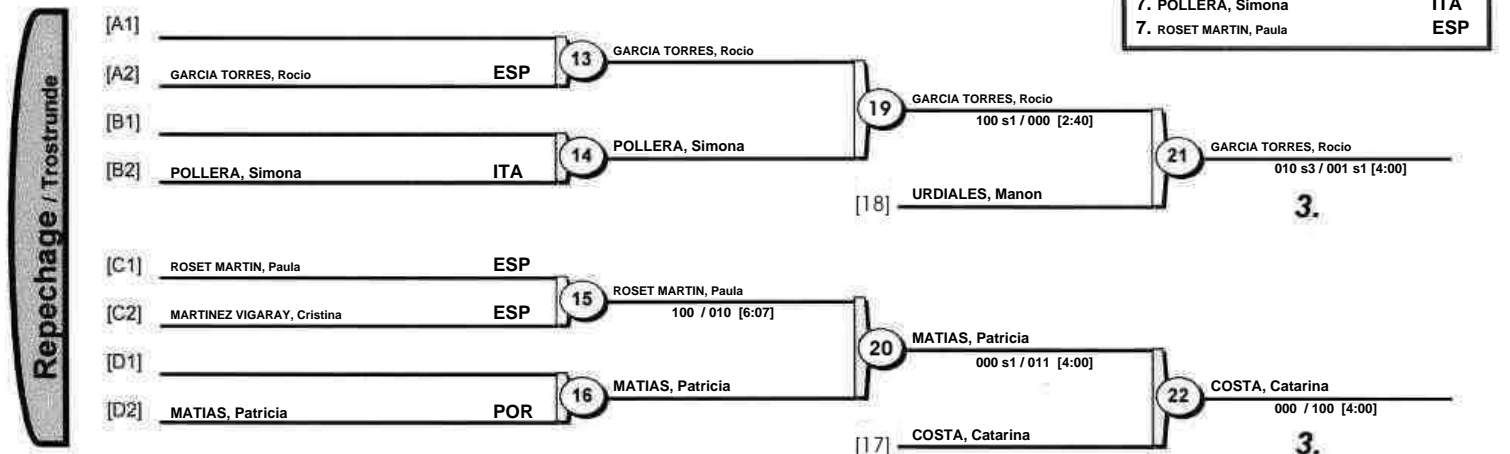 7. POLLERA, Simona ITA
7. ROSET MARTIN, Paula ESP
Repechage / Trostrunde
[A1]
[A2] GARCIA TORRES, Rocio ESP
13 GARCIA TORRES, Rocio
[B1]
[B2] POLLERA, Simona ITA
14 POLLERA, Simona
19 GARCIA TORRES, Rocio
100 s1 / 000 [2:40]
[18] URDIALES, Manon
21 GARCIA TORRES, Rocio
010 s3 / 001 s1 [4:00]
3.
[C1] ROSET MARTIN, Paula ESP
[C2] MARTINEZ VIGARAY, Cristina ESP
15 ROSET MARTIN, Paula
100 / 010 [6:07]
[D1]
[D2] MATIAS, Patricia POR
16 MATIAS, Patricia
20 MATIAS, Patricia
000 s1 / 011 [4:00]
[17] COSTA, Catarina
22 COSTA, Catarina
000 / 100 [4:00]
3.